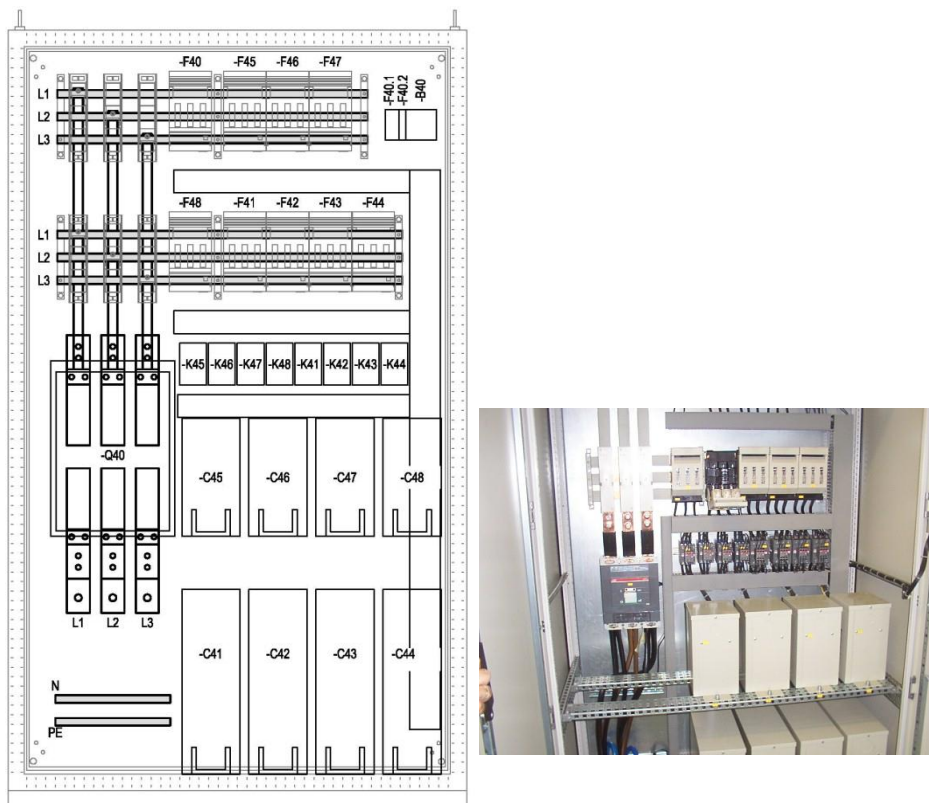 -F40 -F45 -F46 -F47
-F40.1
-F40.2
-B40
L1
L2
L3
-F48 -F41 -F42 -F43 -F44
L1
L2
L3
-K45 -K46 -K47 -K48 -K41 -K42 -K43 -K44
-Q40
-C45 -C46 -C47 -C48
L1 L2 L3
-C41 -C42 -C43 -C44
N
PE